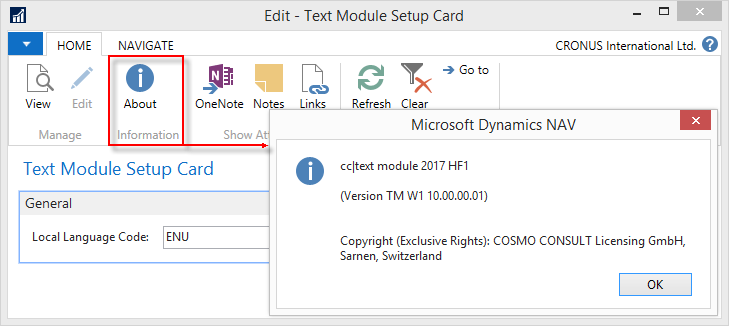 Edit - Text Module Setup Card
HOME
NAVIGATE
CRONUS International Ltd.
View
Edit
About
OneNote
Notes
Links
Refresh
Clear
Go to
Manage
Information
Show Att
Microsoft Dynamics NAV
cc|text module 2017 HF1
(Version TM W1 10.00.00.01)
Copyright (Exclusive Rights): COSMO CONSULT Licensing GmbH,
Sarnen, Switzerland
OK
Text Module Setup Card
General
Local Language Code:
ENU